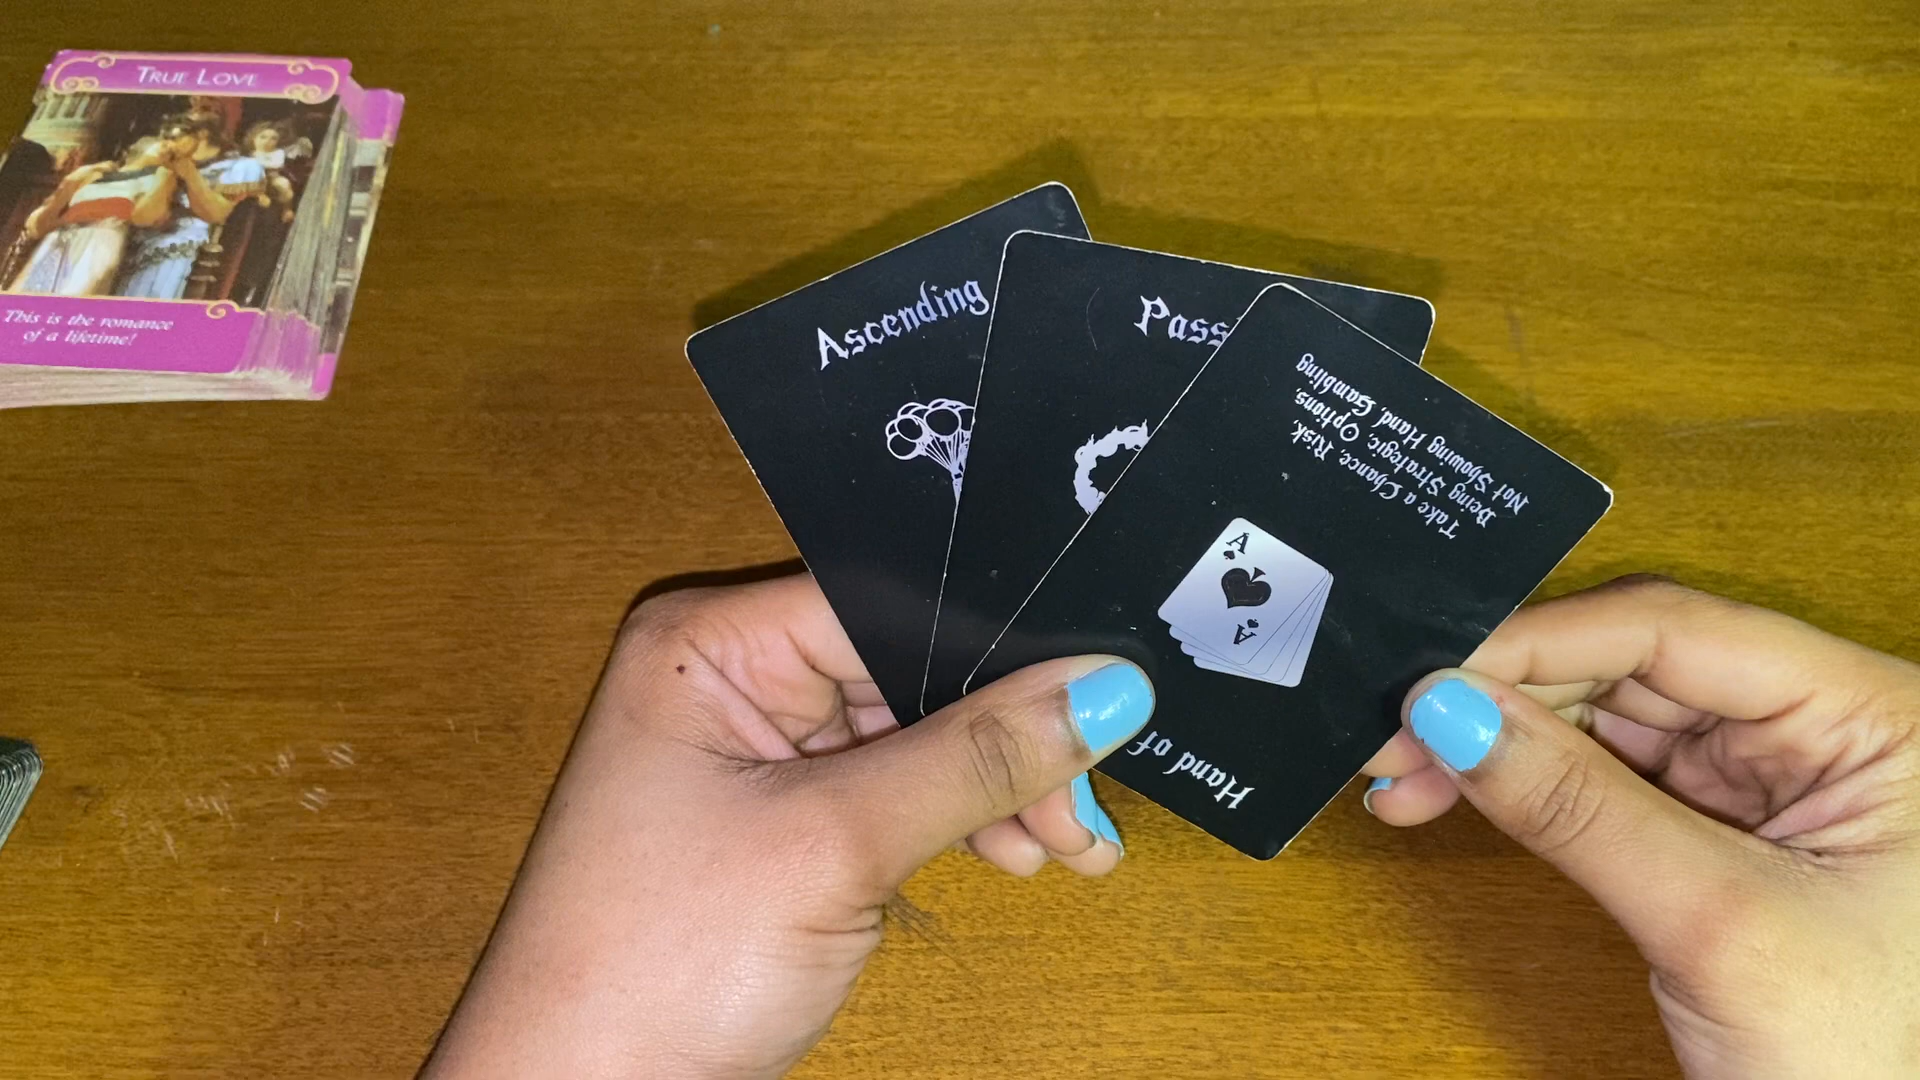 TRUE LOVE
This is the romance
of a lifetime!
Ascending
Pass
Hand of
A
A
Take a Chance, Risk,
Being Strategic, Options,
Not Showing Hand, Gambling